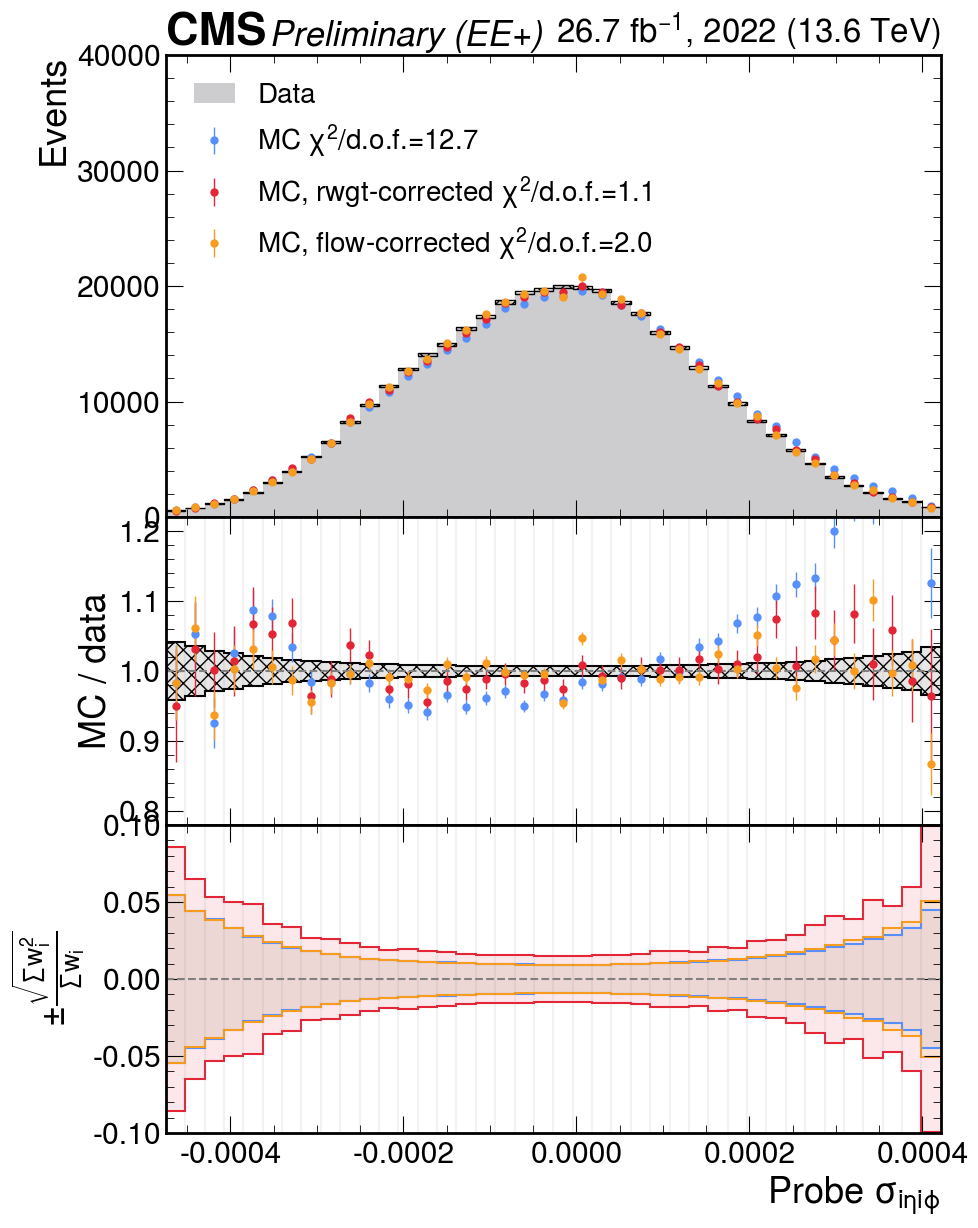 CMS Preliminary (EE+) 26.7 fb⁻¹, 2022 (13.6 TeV)
Events
40000
30000
20000
10000
0
Data
MC χ²/d.o.f.=12.7
MC, rwgt-corrected χ²/d.o.f.=1.1
MC, flow-corrected χ²/d.o.f.=2.0
MC / data
1.2
1.1
1.0
0.9
0.8
±√Σw_i² / Σw_i
0.10
0.05
0.00
-0.05
-0.10
-0.0004 -0.0002 0.0000 0.0002 0.0004
Probe σ_iηiϕ